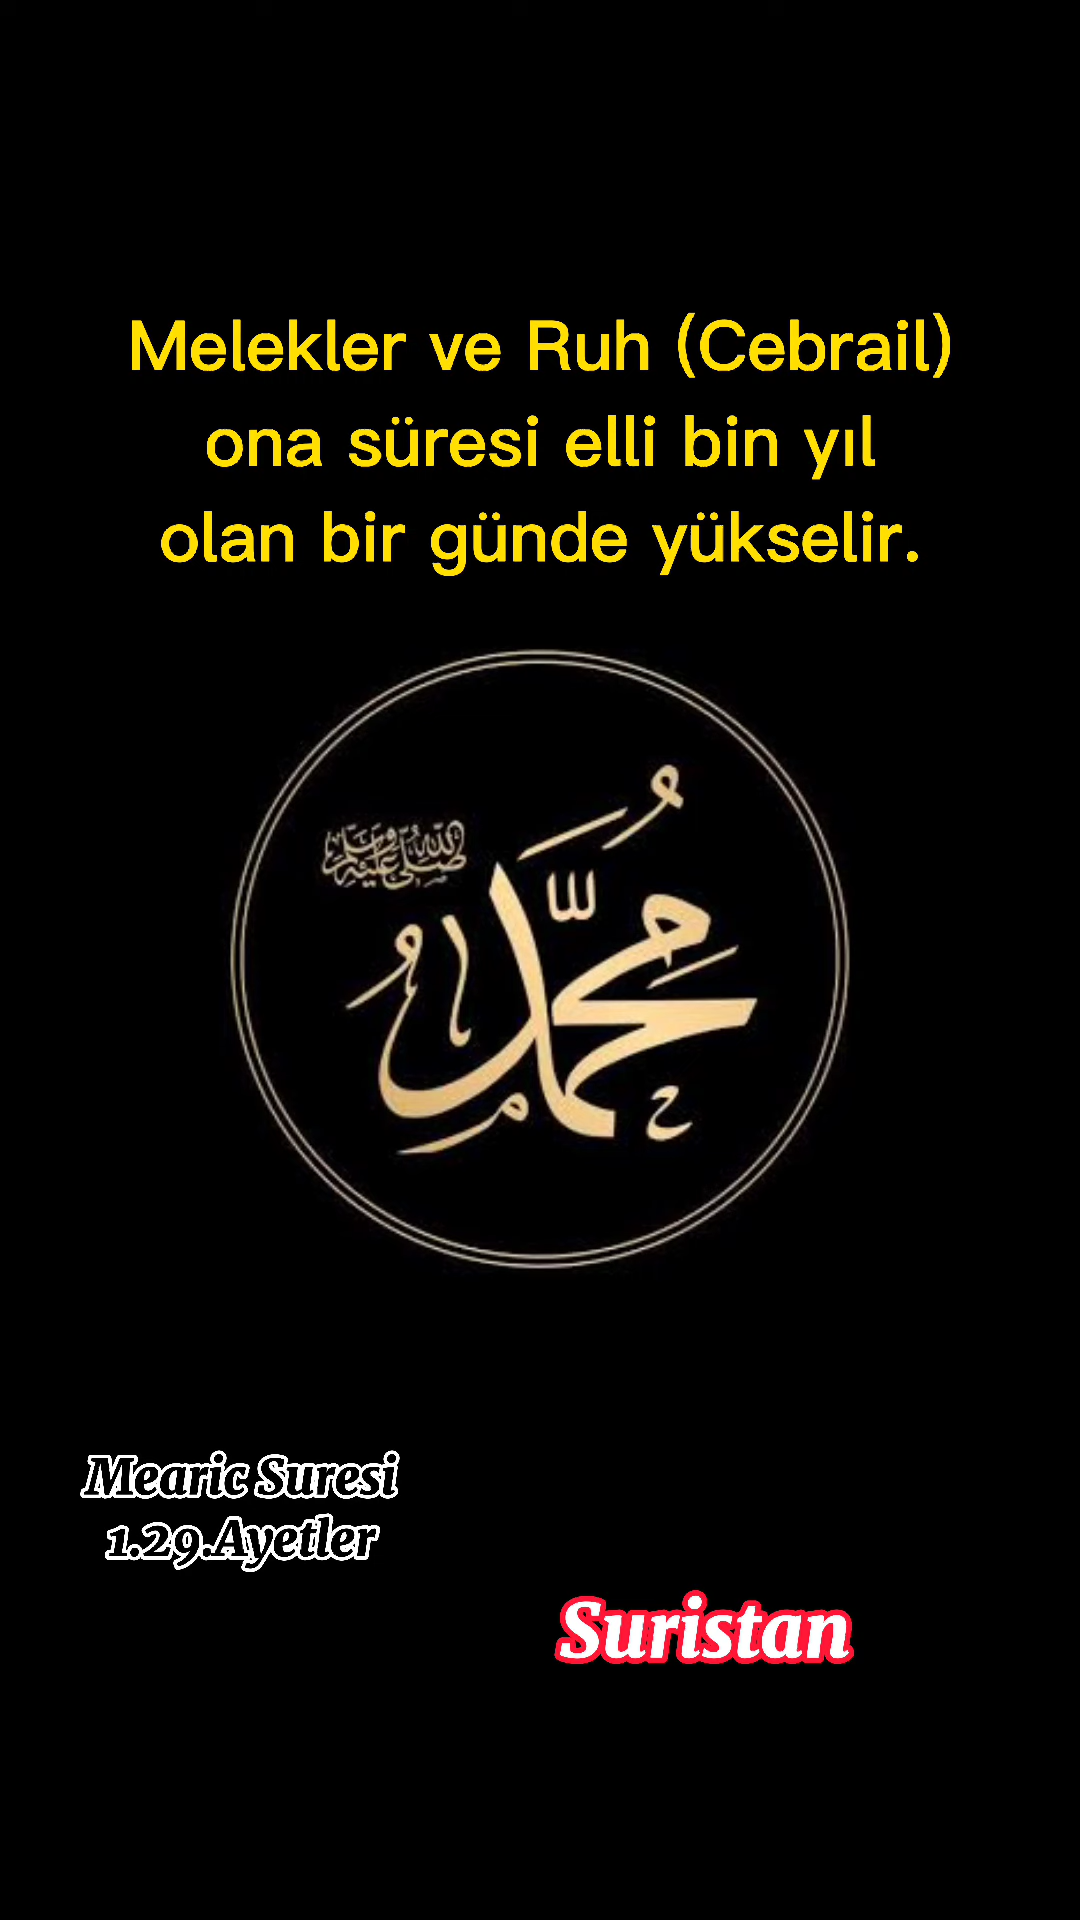 Melekler ve Ruh (Cebrail)
ona süresi elli bin yıl
olan bir günde yükselir.
صلى الله عليه وسلم
محمد
Mearic Suresi
1.29.Ayetler
Suristan